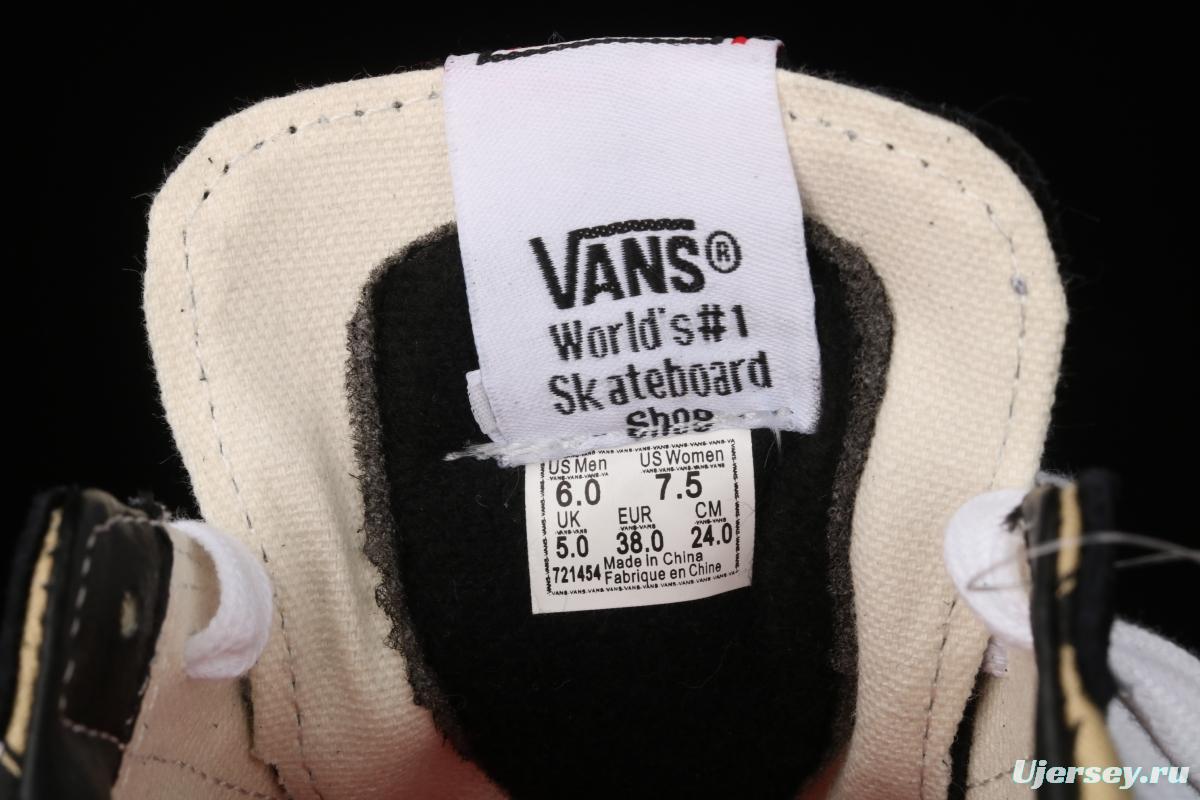 VANS®
World's#1
Skateboard
Shoe
US Men US Women
6.0 7.5
UK EUR CM
5.0 38.0 24.0
721454 Made in China
Fabrique en Chine
Ujersey.ru